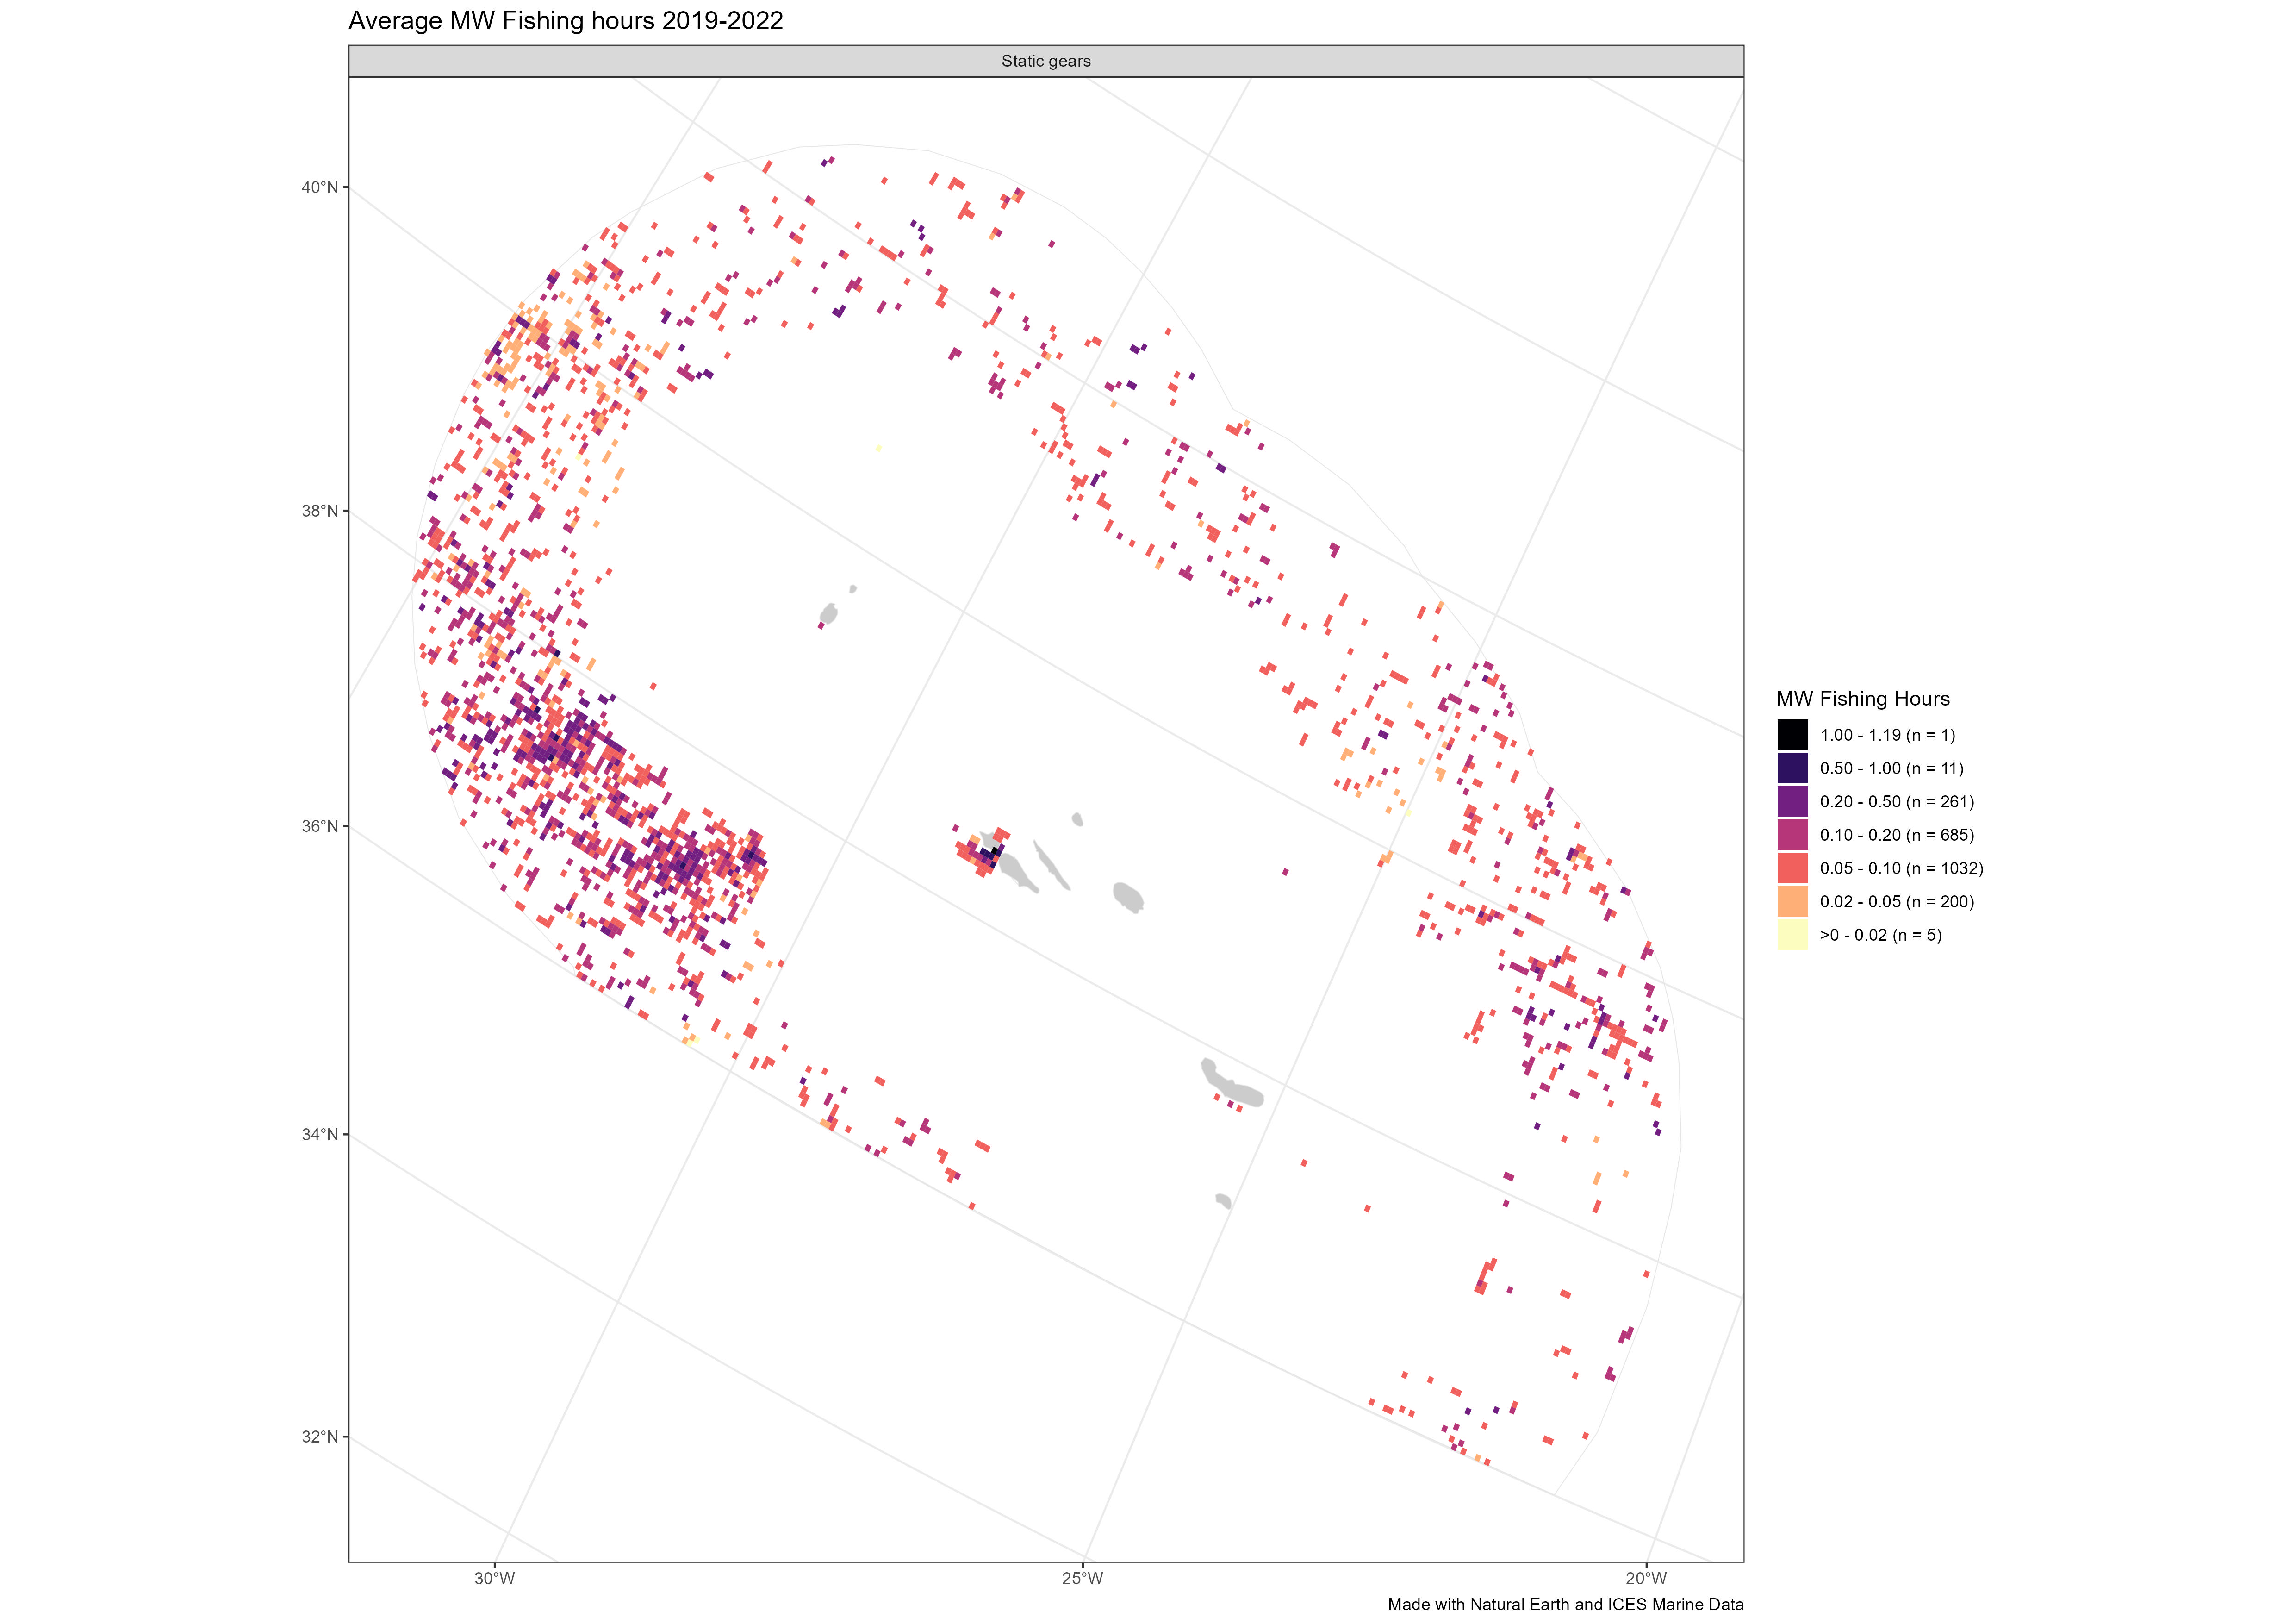 Average MW Fishing hours 2019-2022
Static gears
40°N
38°N
36°N
34°N
32°N
30°W
25°W
20°W
MW Fishing Hours
1.00 - 1.19 (n = 1)
0.50 - 1.00 (n = 11)
0.20 - 0.50 (n = 261)
0.10 - 0.20 (n = 685)
0.05 - 0.10 (n = 1032)
0.02 - 0.05 (n = 200)
>0 - 0.02 (n = 5)
Made with Natural Earth and ICES Marine Data